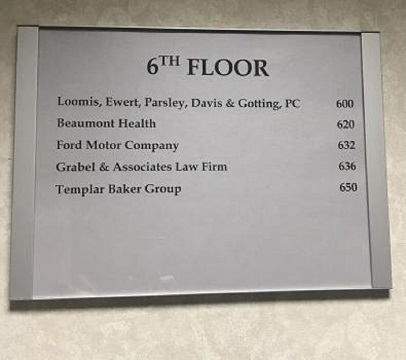 6TH FLOOR
Loomis, Ewert, Parsley, Davis & Gotting, PC 600
Beaumont Health 620
Ford Motor Company 632
Grabel & Associates Law Firm 636
Templar Baker Group 650